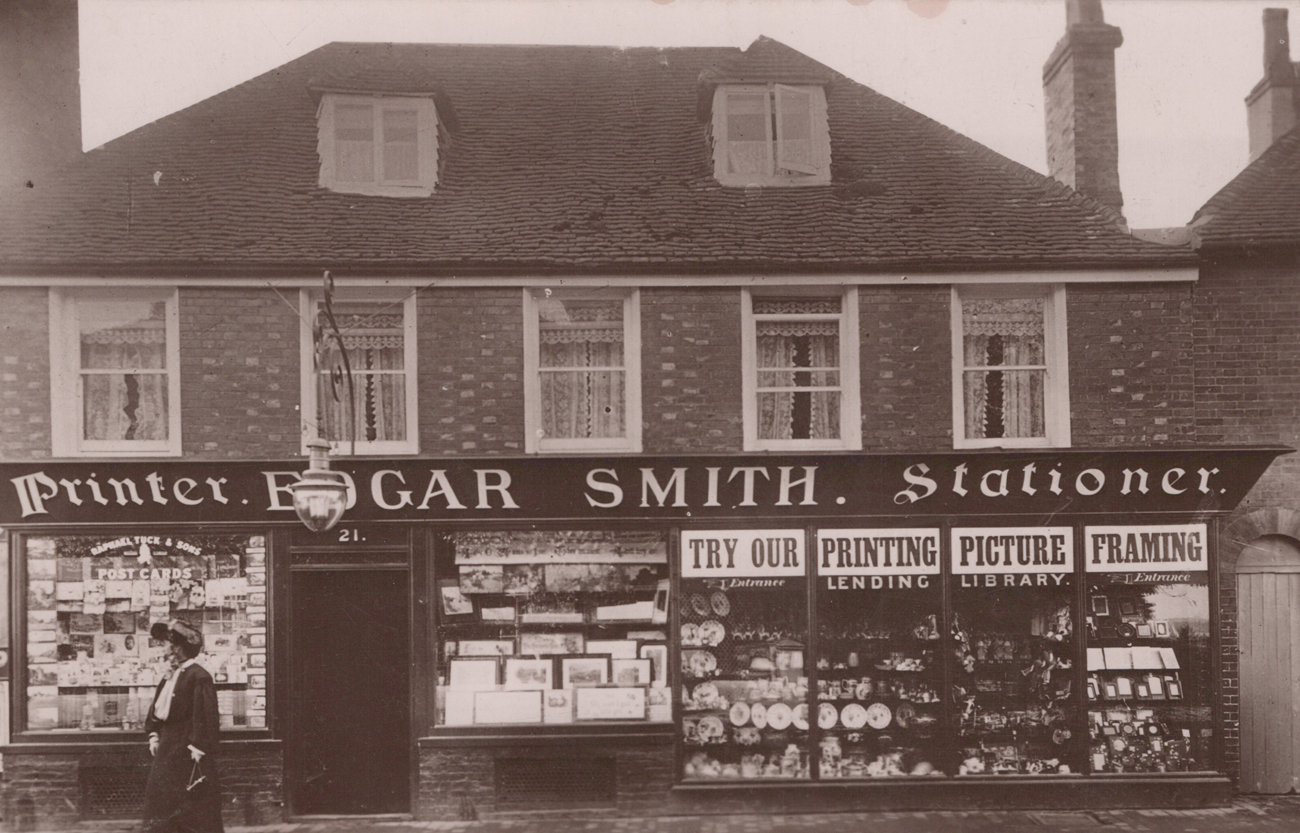 Printer. EDGAR SMITH. Stationer.
21.
RAPHAEL TUCK & SONS
POST CARDS
TRY OUR PRINTING PICTURE FRAMING
Entrance LENDING LIBRARY. Entrance